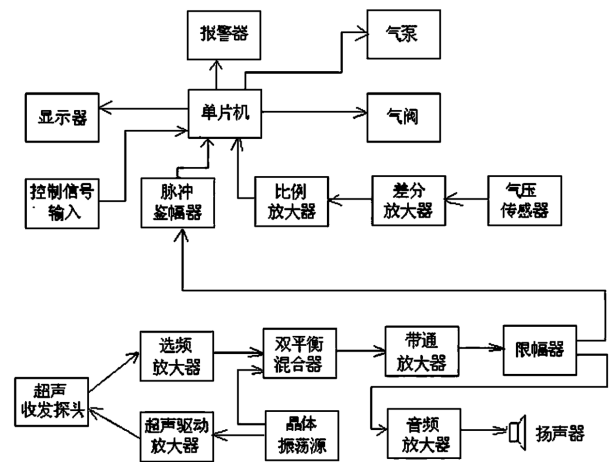 报警器
气泵
显示器
单片机
气阀
控制信号
输入
脉冲
鉴幅器
比例
放大器
差分
放大器
气压
传感器
选频
放大器
双平衡
混合器
带通
放大器
限幅器
超声
收发探头
超声驱动
放大器
晶体
振荡源
音频
放大器
扬声器